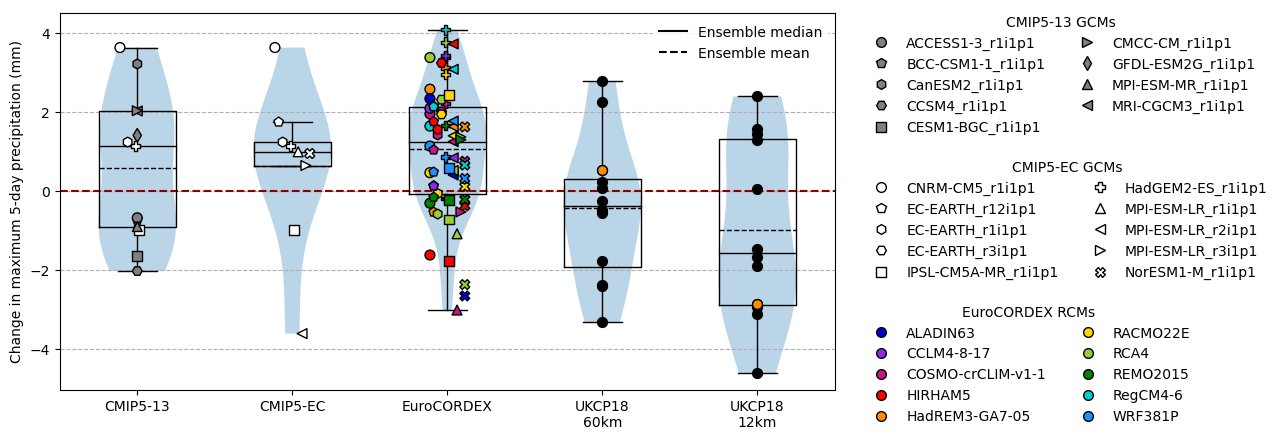 Change in maximum 5-day precipitation (mm)
4
2
0
−2
−4
Ensemble median
Ensemble mean
CMIP5-13
CMIP5-EC
EuroCORDEX
UKCP18
60km
UKCP18
12km
CMIP5-13 GCMs
ACCESS1-3_r1i1p1
BCC-CSM1-1_r1i1p1
CanESM2_r1i1p1
CCSM4_r1i1p1
CESM1-BGC_r1i1p1
CMCC-CM_r1i1p1
GFDL-ESM2G_r1i1p1
MPI-ESM-MR_r1i1p1
MRI-CGCM3_r1i1p1
CMIP5-EC GCMs
CNRM-CM5_r1i1p1
EC-EARTH_r12i1p1
EC-EARTH_r1i1p1
EC-EARTH_r3i1p1
IPSL-CM5A-MR_r1i1p1
HadGEM2-ES_r1i1p1
MPI-ESM-LR_r1i1p1
MPI-ESM-LR_r2i1p1
MPI-ESM-LR_r3i1p1
NorESM1-M_r1i1p1
EuroCORDEX RCMs
ALADIN63
CCLM4-8-17
COSMO-crCLIM-v1-1
HIRHAM5
HadREM3-GA7-05
RACMO22E
RCA4
REMO2015
RegCM4-6
WRF381P